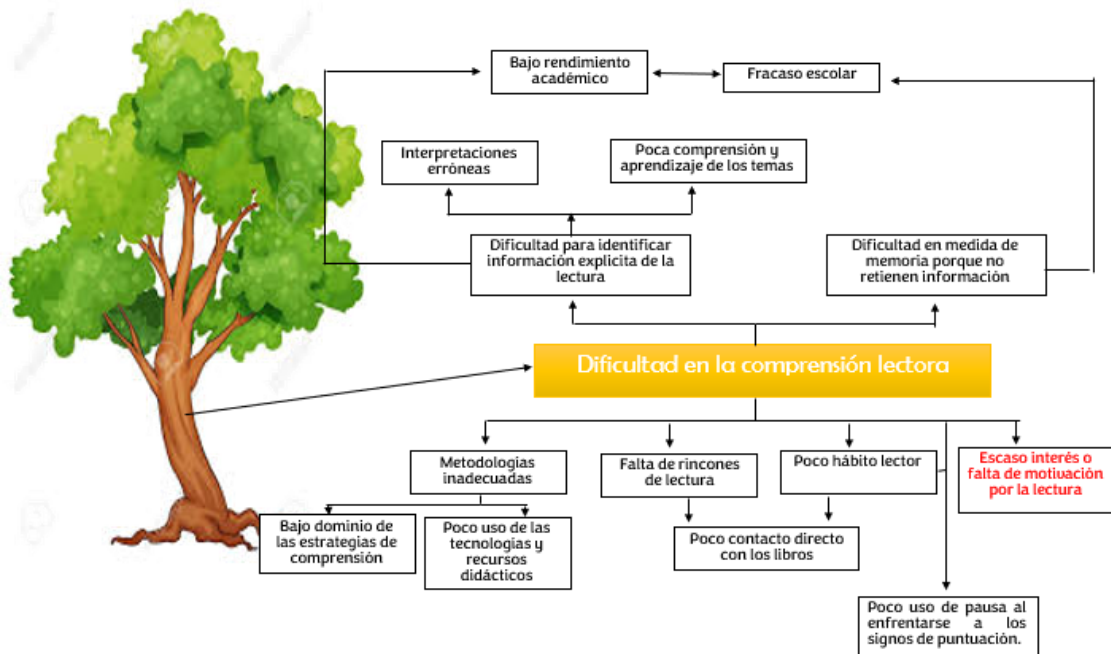 Bajo rendimiento
académico
Fracaso escolar
Interpretaciones
erróneas
Poca comprensión y
aprendizaje de los temas
Dificultad para identificar
información explicita de la
lectura
Dificultad en medida de
memoria porque no
retienen información
Dificultad en la comprensión lectora
Metodologías
inadecuadas
Falta de rincones
de lectura
Poco hábito lector
Escaso interés o
falta de motivación
por la lectura
Bajo dominio de
las estrategias de
comprensión
Poco uso de las
tecnologías y
recursos
didácticos
Poco contacto directo
con los libros
Poco uso de pausa al
enfrentarse a los
signos de puntuación.